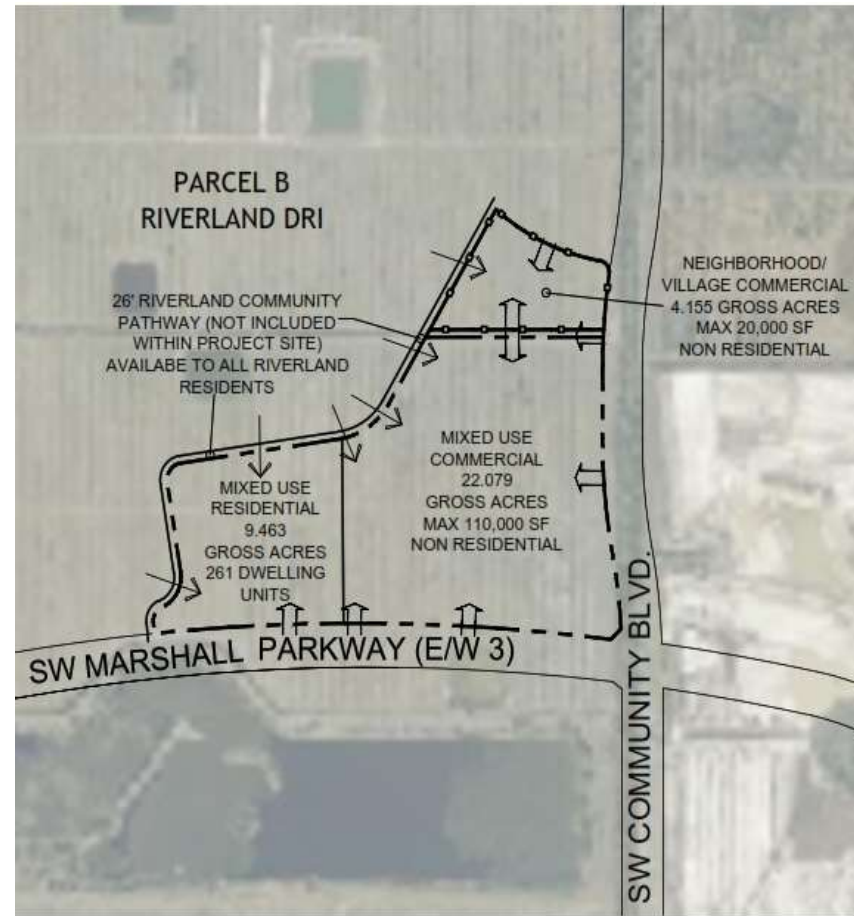 PARCEL B
RIVERLAND DRI
26' RIVERLAND COMMUNITY
PATHWAY (NOT INCLUDED
WITHIN PROJECT SITE)
AVAILABE TO ALL RIVERLAND
RESIDENTS
NEIGHBORHOOD/
VILLAGE COMMERCIAL
4.155 GROSS ACRES
MAX 20,000 SF
NON RESIDENTIAL
MIXED USE
COMMERCIAL
22.079
GROSS ACRES
MAX 110,000 SF
NON RESIDENTIAL
MIXED USE
RESIDENTIAL
9.463
GROSS ACRES
261 DWELLING
UNITS
SW MARSHALL PARKWAY (E/W 3)
SW COMMUNITY BLVD.